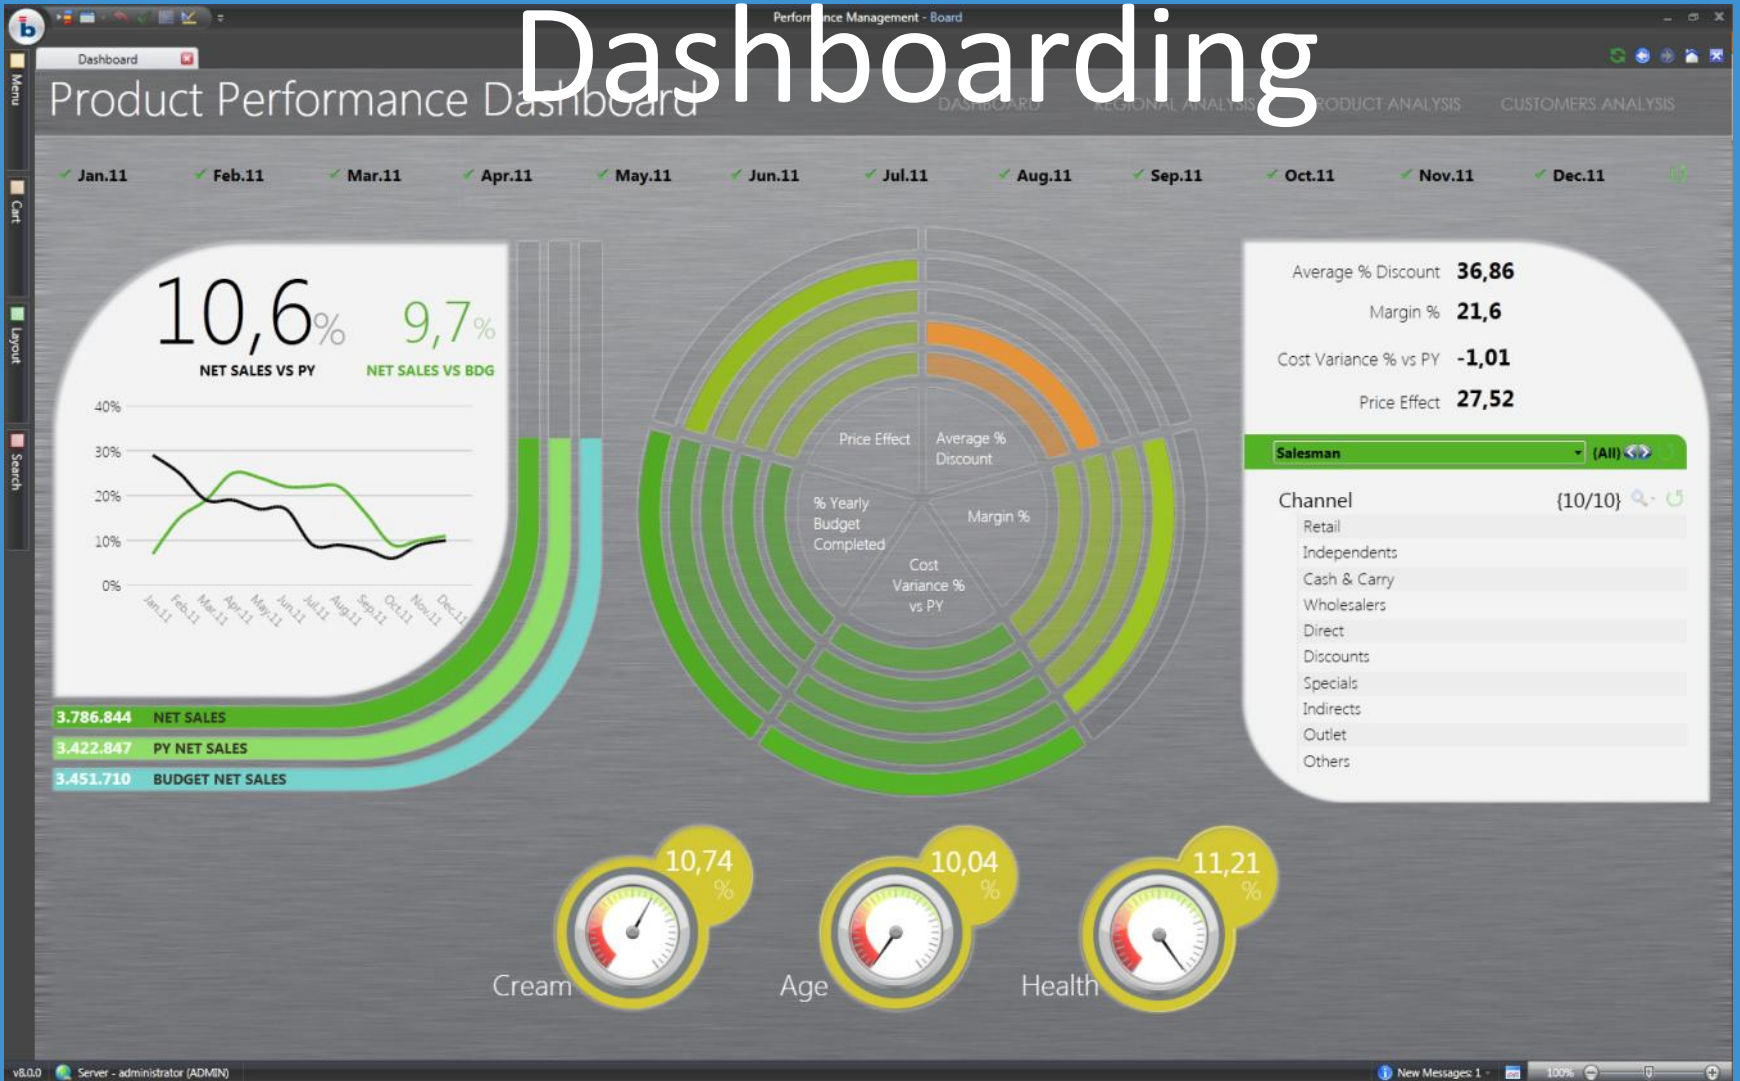 Performance Management - Board
Dashboarding
Dashboard
Product Performance Dashboard
DASHBOARD REGIONAL ANALYSIS PRODUCT ANALYSIS CUSTOMERS ANALYSIS
Menu
Cart
Layout
Search
Jan.11 Feb.11 Mar.11 Apr.11 May.11 Jun.11 Jul.11 Aug.11 Sep.11 Oct.11 Nov.11 Dec.11
10,6% 9,7%
NET SALES VS PY NET SALES VS BDG
40%
30%
20%
10%
0%
Jan.11 Feb.11 Mar.11 Apr.11 May.11 Jun.11 Jul.11 Aug.11 Sep.11 Oct.11 Nov.11 Dec.11
3.786.844 NET SALES
3.422.847 PY NET SALES
3.451.710 BUDGET NET SALES
Price Effect
Average %
Discount
% Yearly
Budget
Completed
Margin %
Cost
Variance %
vs PY
Average % Discount 36,86
Margin % 21,6
Cost Variance % vs PY -1,01
Price Effect 27,52
Salesman (All)
Channel {10/10}
Retail
Independents
Cash & Carry
Wholesalers
Direct
Discounts
Specials
Indirects
Outlet
Others
10,74 %
10,04 %
11,21 %
Cream
Age
Health
v8.0.0 Server - administrator (ADMIN) New Messages: 1 100%